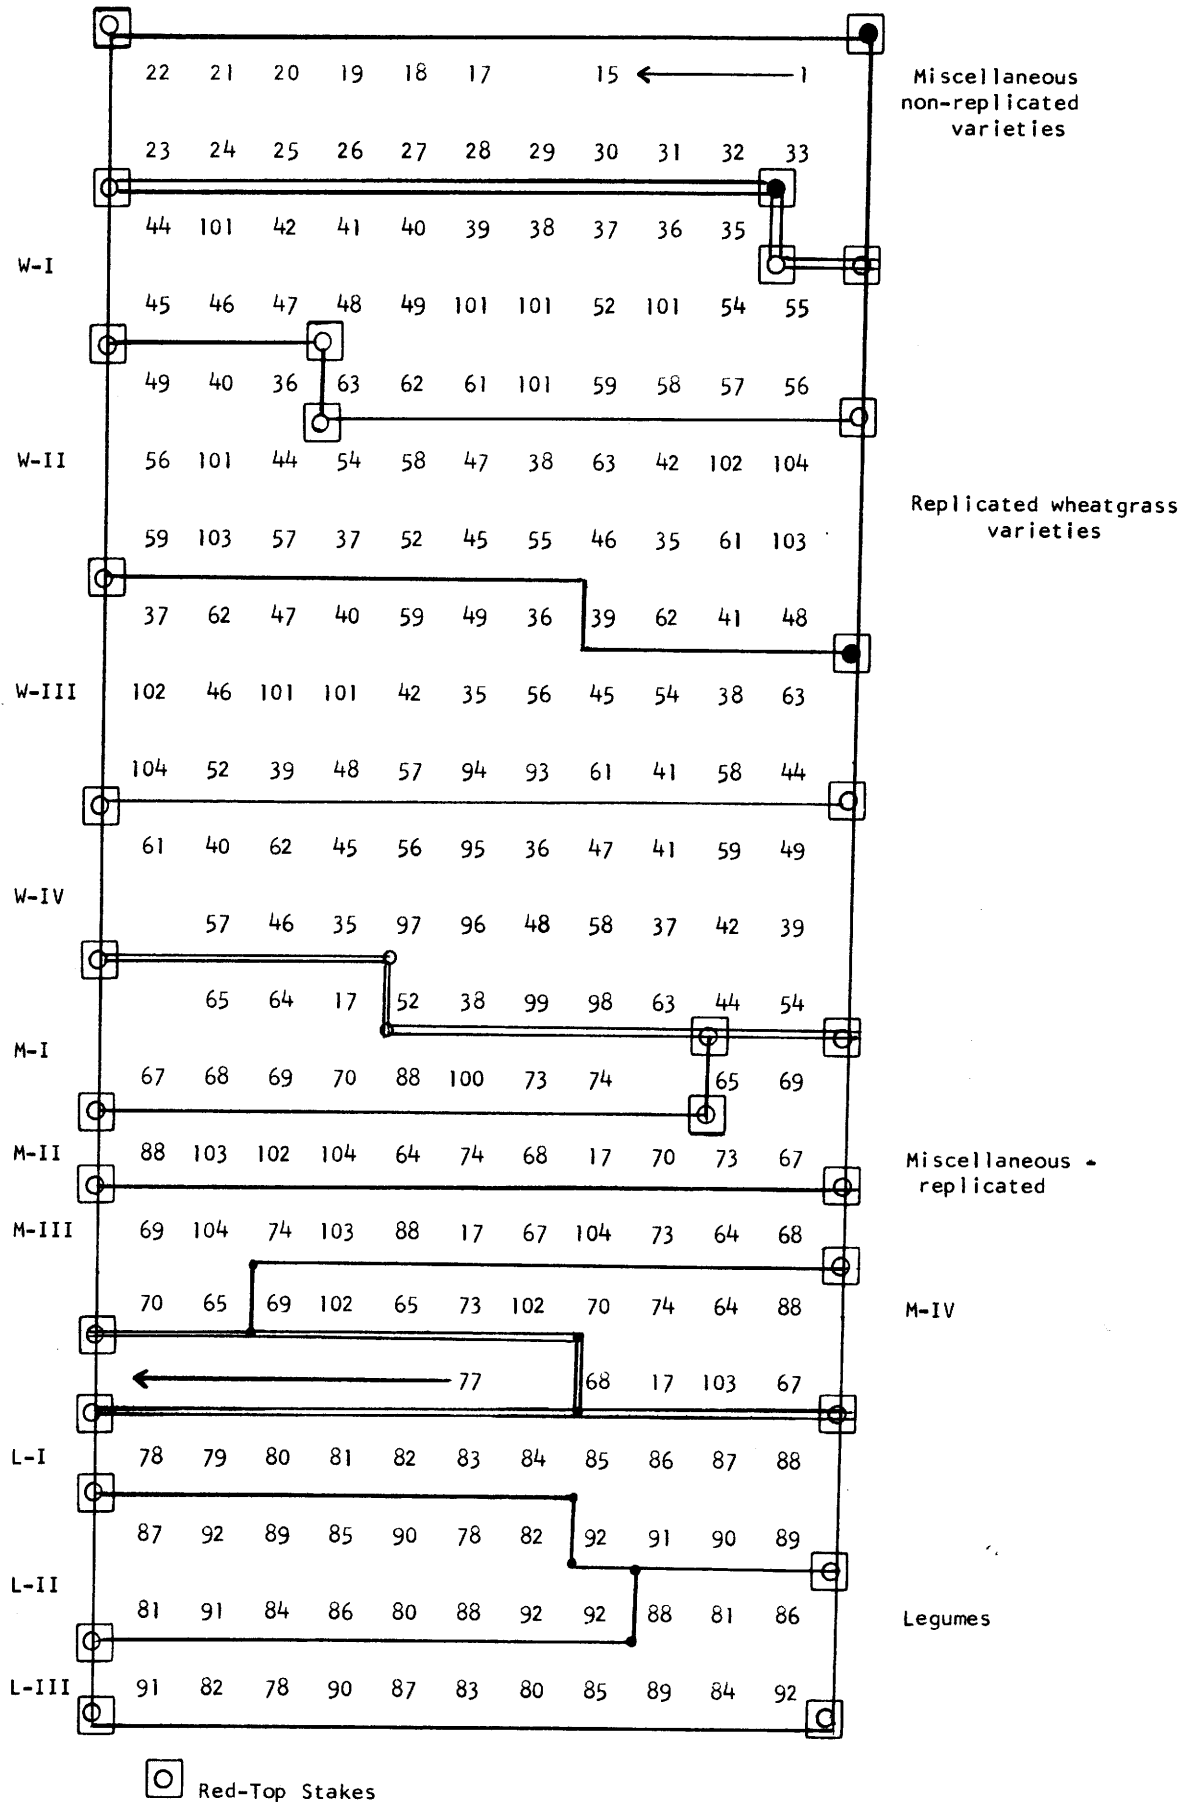 22 21 20 19 18 17 15 1
Miscellaneous
non-replicated
varieties
23 24 25 26 27 28 29 30 31 32 33
44 101 42 41 40 39 38 37 36 35
W-I
45 46 47 48 49 101 101 52 101 54 55
49 40 36 63 62 61 101 59 58 57 56
W-II 56 101 44 54 58 47 38 63 42 102 104
Replicated wheatgrass
varieties
59 103 57 37 52 45 55 46 35 61 103
37 62 47 40 59 49 36 39 62 41 48
W-III 102 46 101 101 42 35 56 45 54 38 63
104 52 39 48 57 94 93 61 41 58 44
61 40 62 45 56 95 36 47 41 59 49
W-IV
57 46 35 97 96 48 58 37 42 39
65 64 17 52 38 99 98 63 44 54
M-I
67 68 69 70 88 100 73 74 65 69
M-II 88 103 102 104 64 74 68 17 70 73 67
Miscellaneous -
replicated
M-III 69 104 74 103 88 17 67 104 73 64 68
70 65 69 102 65 73 102 70 74 64 88 M-IV
77 68 17 103 67
L-I 78 79 80 81 82 83 84 85 86 87 88
87 92 89 85 90 78 82 92 91 90 89
L-II
81 91 84 86 80 88 92 92 88 81 86
Legumes
L-III 91 82 78 90 87 83 80 85 89 84 92
Red-Top Stakes